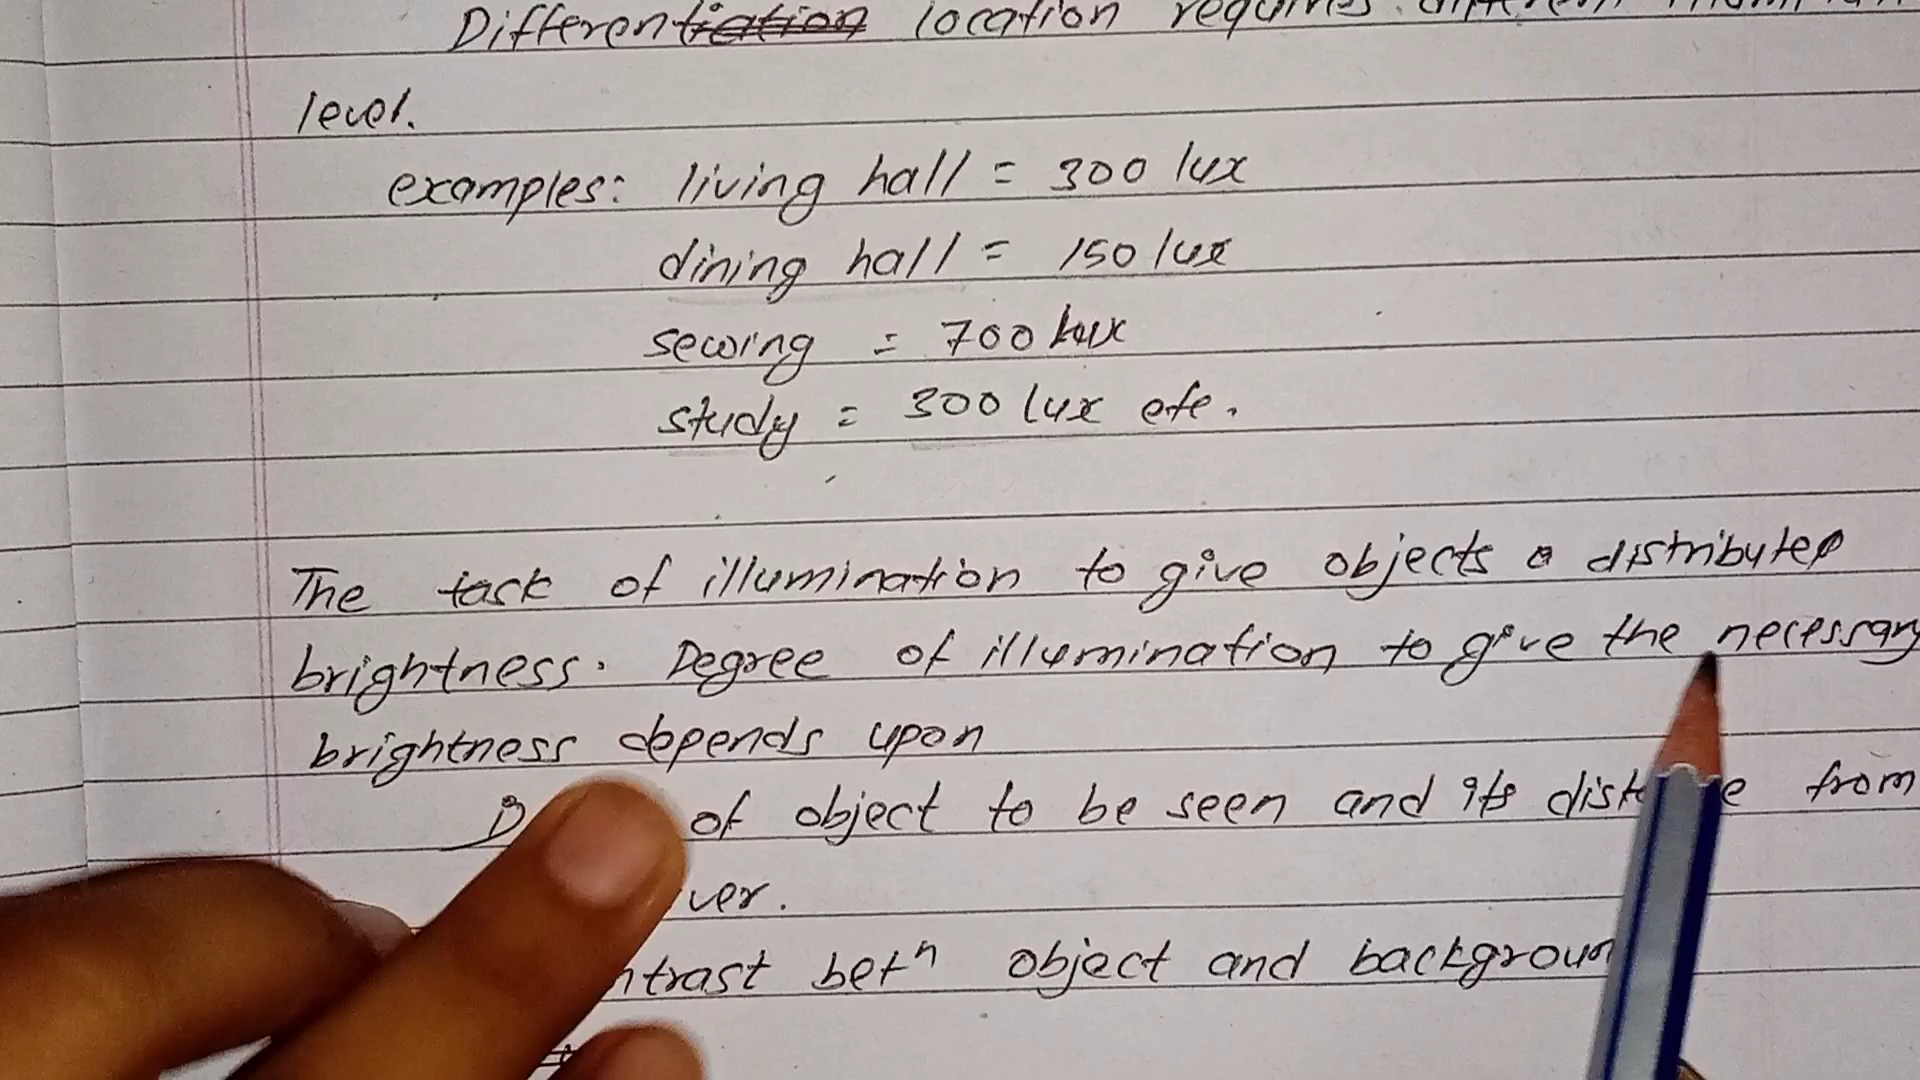 Different location requires different
level.
examples: living hall = 300 lux
dining hall = 150 lux
sewing = 700 lux
study = 300 lux etc.
The task of illumination to give objects a distributed
brightness. Degree of illumination to give the necessary
brightness depends upon
of object to be seen and its from
ver.
ntrast betn object and backgroun